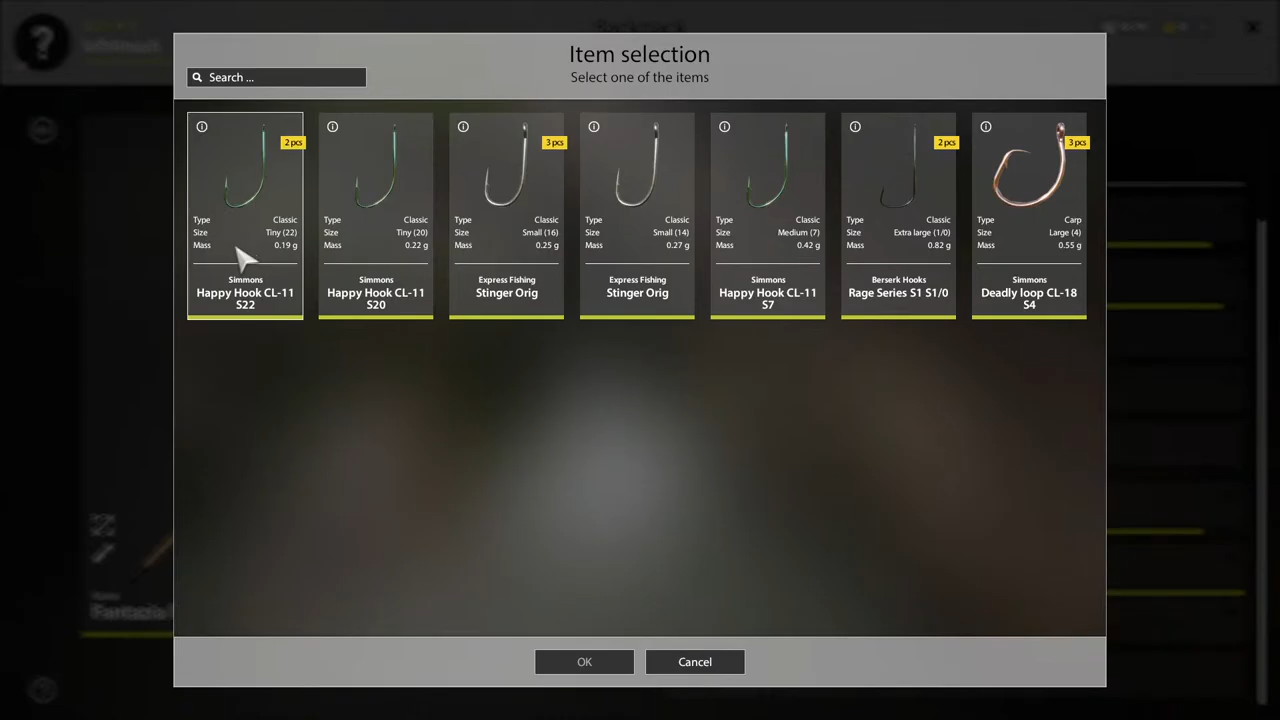 Item selection
Select one of the items
Search ...
2 pcs
Type Classic
Size Tiny (22)
Mass 0.19 g
Simmons
Happy Hook CL-11
S22
Type Classic
Size Tiny (20)
Mass 0.22 g
Simmons
Happy Hook CL-11
S20
3 pcs
Type Classic
Size Small (16)
Mass 0.25 g
Express Fishing
Stinger Orig
Type Classic
Size Small (14)
Mass 0.27 g
Express Fishing
Stinger Orig
Type Classic
Size Medium (7)
Mass 0.42 g
Simmons
Happy Hook CL-11
S7
2 pcs
Type Classic
Size Extra large (1/0)
Mass 0.82 g
Berserk Hooks
Rage Series S1 S1/0
3 pcs
Type Carp
Size Large (4)
Mass 0.55 g
Simmons
Deadly loop CL-18
S4
Fantazia
OK
Cancel